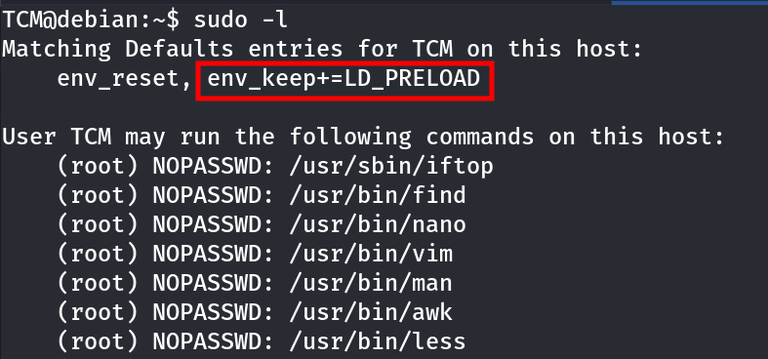 TCM@debian:~$ sudo -l
Matching Defaults entries for TCM on this host:
    env_reset, env_keep+=LD_PRELOAD

User TCM may run the following commands on this host:
    (root) NOPASSWD: /usr/sbin/iftop
    (root) NOPASSWD: /usr/bin/find
    (root) NOPASSWD: /usr/bin/nano
    (root) NOPASSWD: /usr/bin/vim
    (root) NOPASSWD: /usr/bin/man
    (root) NOPASSWD: /usr/bin/awk
    (root) NOPASSWD: /usr/bin/less